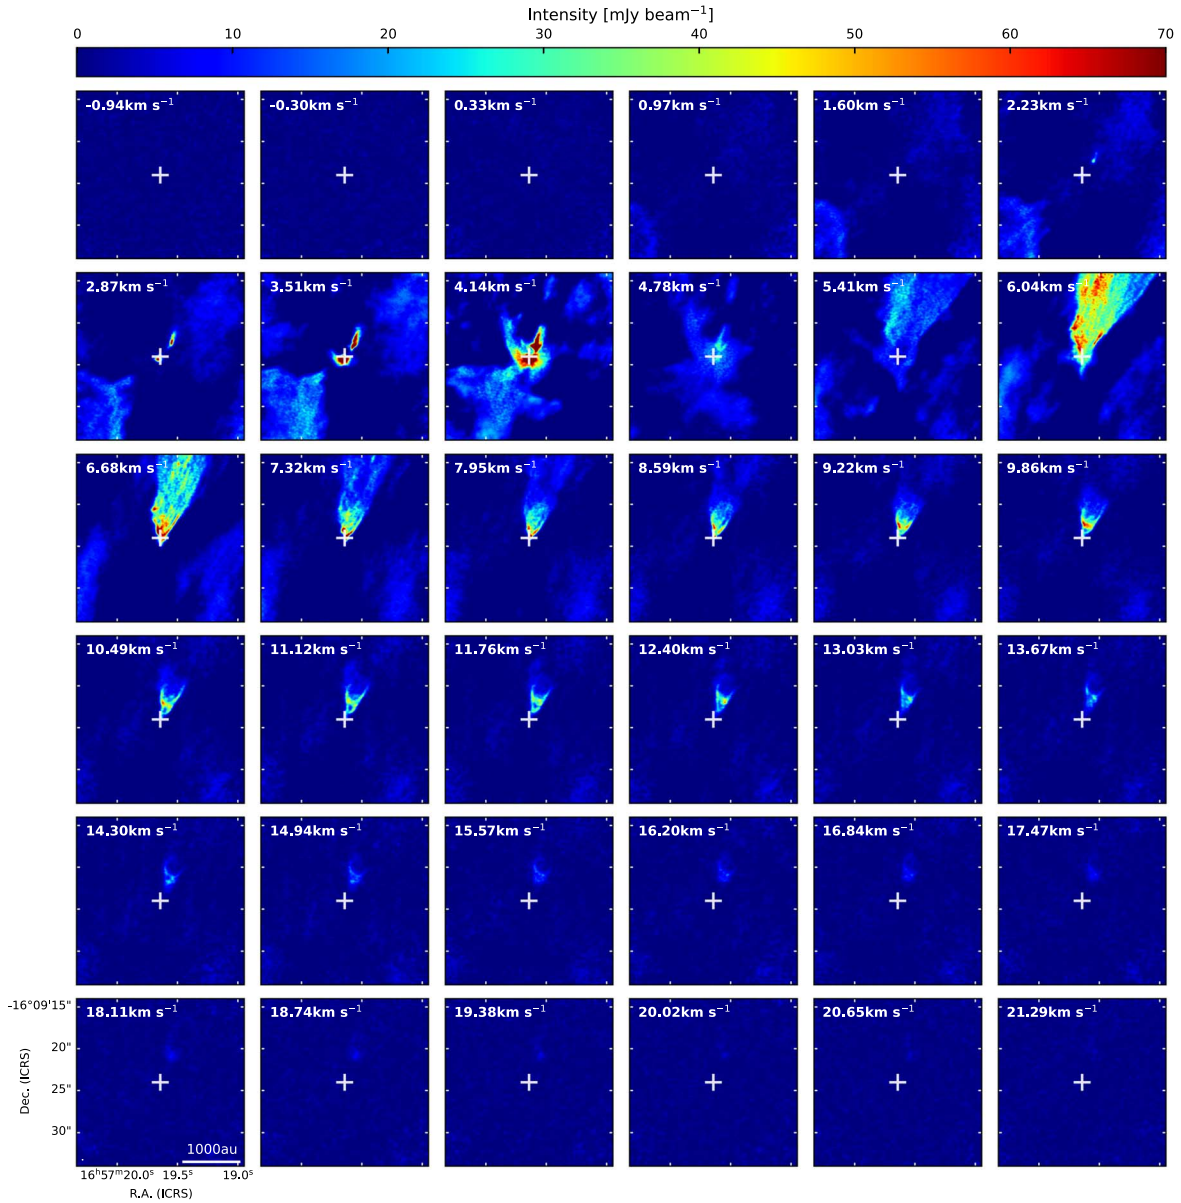 Intensity [mJy beam⁻¹]
0 10 20 30 40 50 60 70
-0.94km s⁻¹ -0.30km s⁻¹ 0.33km s⁻¹ 0.97km s⁻¹ 1.60km s⁻¹ 2.23km s⁻¹
2.87km s⁻¹ 3.51km s⁻¹ 4.14km s⁻¹ 4.78km s⁻¹ 5.41km s⁻¹ 6.04km s⁻¹
6.68km s⁻¹ 7.32km s⁻¹ 7.95km s⁻¹ 8.59km s⁻¹ 9.22km s⁻¹ 9.86km s⁻¹
10.49km s⁻¹ 11.12km s⁻¹ 11.76km s⁻¹ 12.40km s⁻¹ 13.03km s⁻¹ 13.67km s⁻¹
14.30km s⁻¹ 14.94km s⁻¹ 15.57km s⁻¹ 16.20km s⁻¹ 16.84km s⁻¹ 17.47km s⁻¹
-16°09'15"
18.11km s⁻¹ 18.74km s⁻¹ 19.38km s⁻¹ 20.02km s⁻¹ 20.65km s⁻¹ 21.29km s⁻¹
20"
25"
30"
Dec. (ICRS)
1000au
16ʰ57ᵐ20.0ˢ 19.5ˢ 19.0ˢ
R.A. (ICRS)